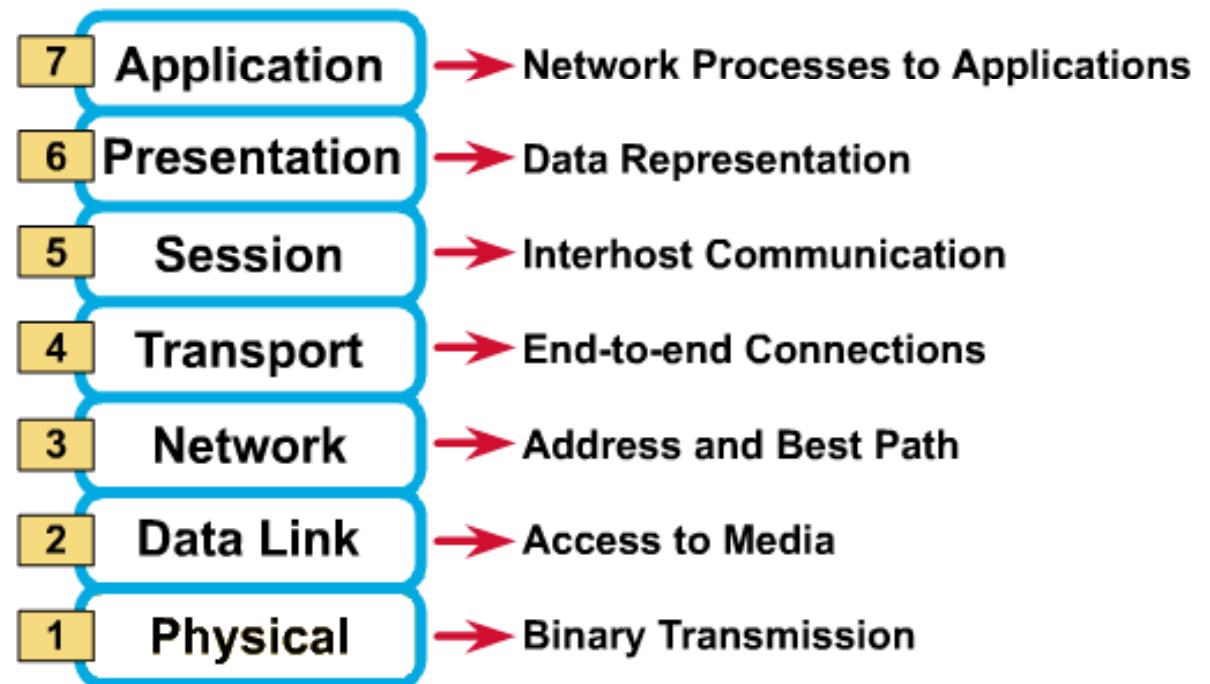 7 Application Network Processes to Applications
6 Presentation Data Representation
5 Session Interhost Communication
4 Transport End-to-end Connections
3 Network Address and Best Path
2 Data Link Access to Media
1 Physical Binary Transmission